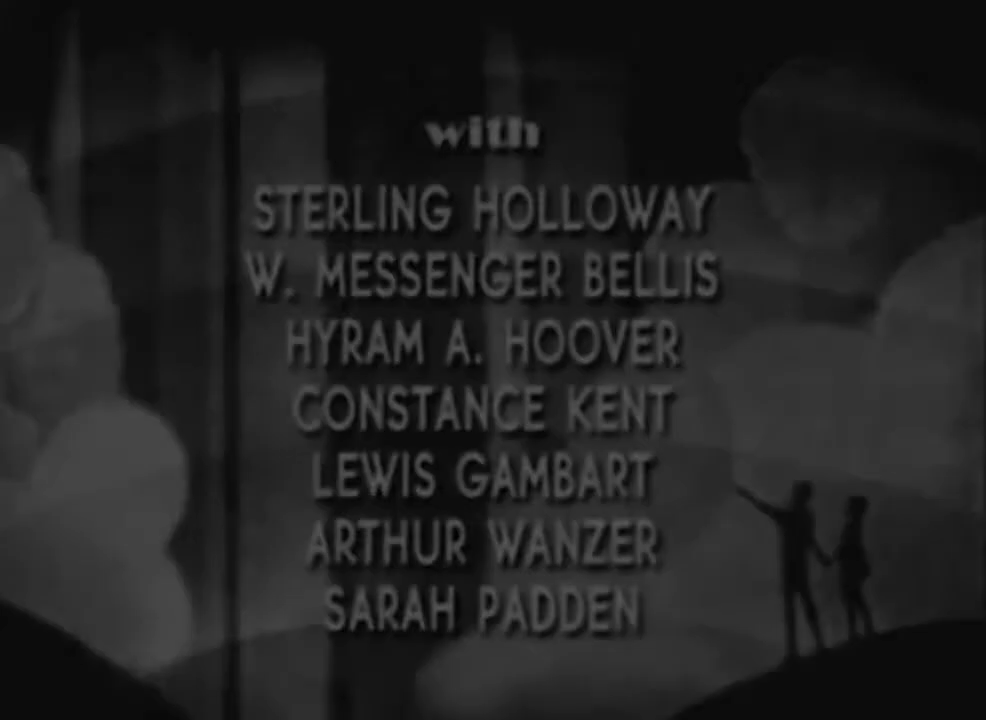 with
STERLING HOLLOWAY
W. MESSENGER BELLIS
HYRAM A. HOOVER
CONSTANCE KENT
LEWIS GAMBART
ARTHUR WANZER
SARAH PADDEN